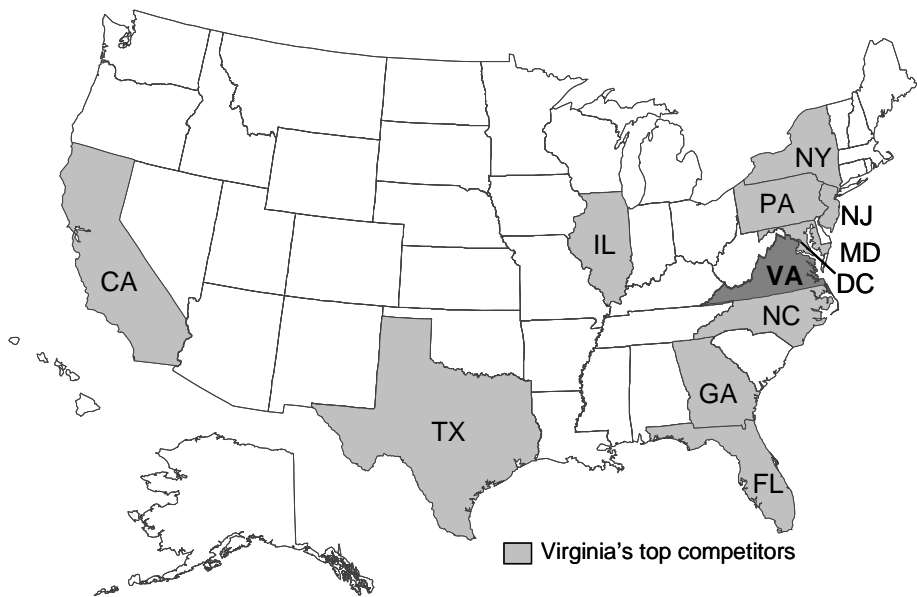 NY
PA
NJ
IL
MD
CA
VA
DC
NC
GA
TX
FL
Virginia's top competitors